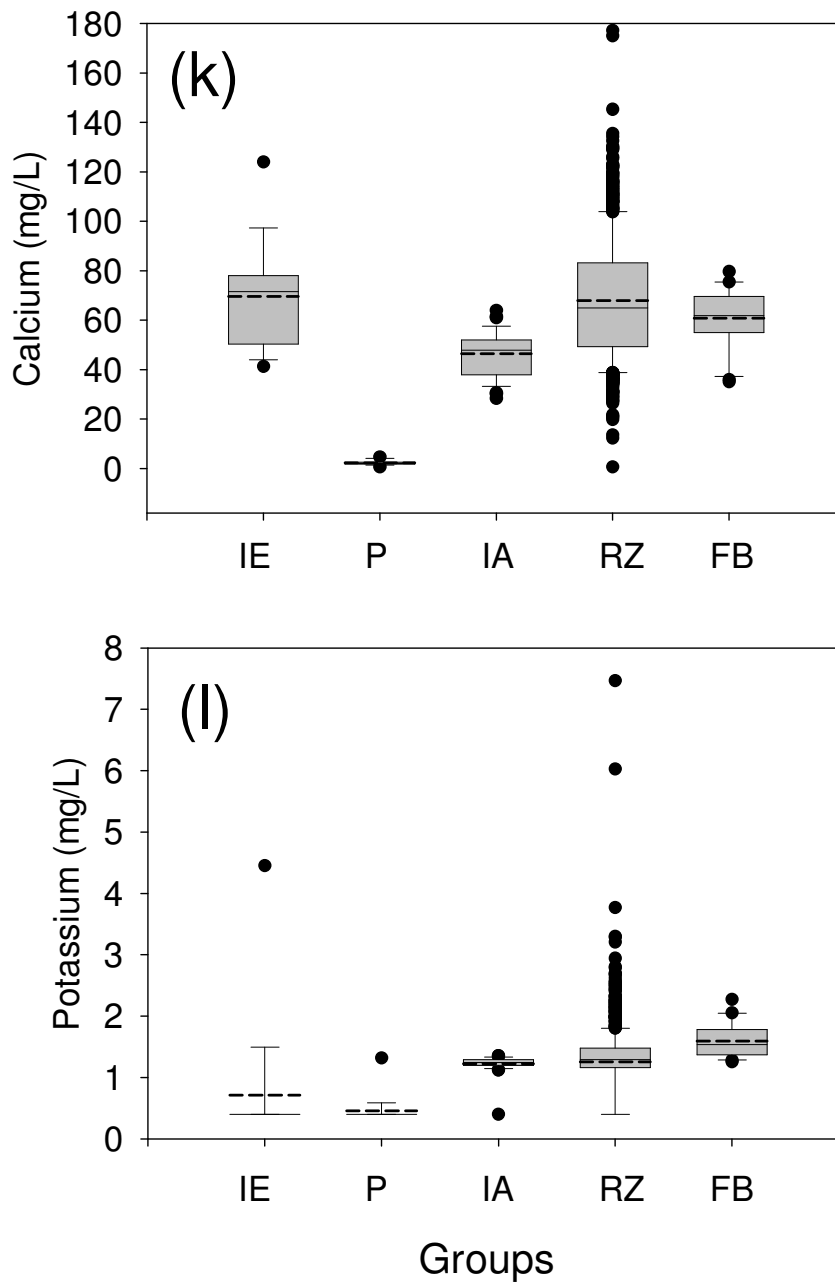 (k)
Calcium (mg/L)
180
160
140
120
100
80
60
40
20
0
IE P IA RZ FB
(l)
Potassium (mg/L)
8
7
6
5
4
3
2
1
0
IE P IA RZ FB
Groups